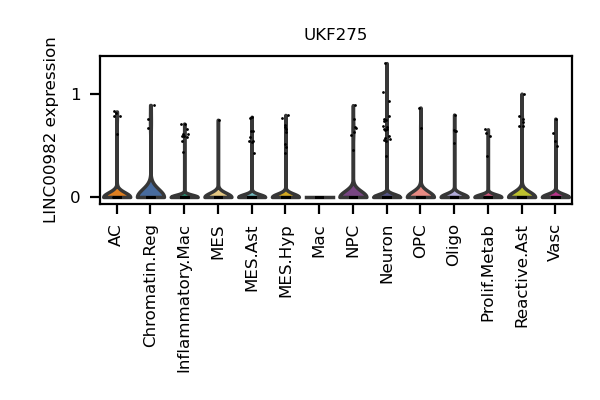 UKF275
LINC00982 expression
1
0
AC
Chromatin.Reg
Inflammatory.Mac
MES
MES.Ast
MES.Hyp
Mac
NPC
Neuron
OPC
Oligo
Prolif.Metab
Reactive.Ast
Vasc